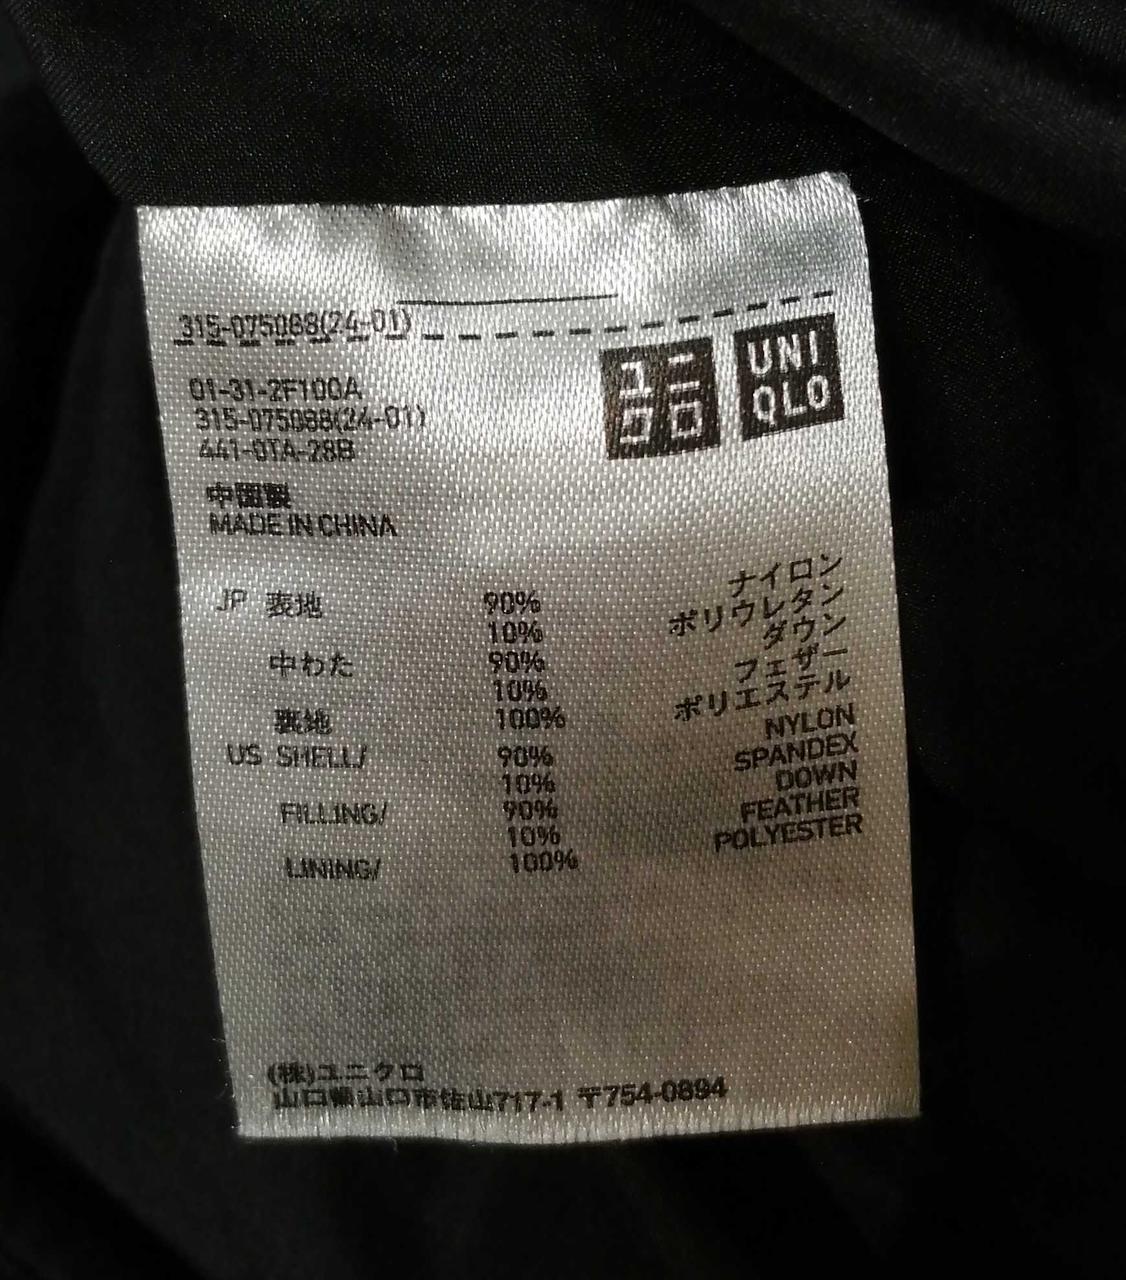 315-075088(24-01)
ユニクロ
UNIQLO
01-31-2F100A
315-075088(24-01)
441-0TA-28B
中国製
MADE IN CHINA
JP 表地 90% ナイロン
10% ポリウレタン
中わた 90% ダウン
10% フェザー
裏地 100% ポリエステル
US SHELL/ 90% NYLON
10% SPANDEX
FILLING/ 90% DOWN
10% FEATHER
LINING/ 100% POLYESTER
(株)ユニクロ
山口県山口市佐山717-1 〒754-0894